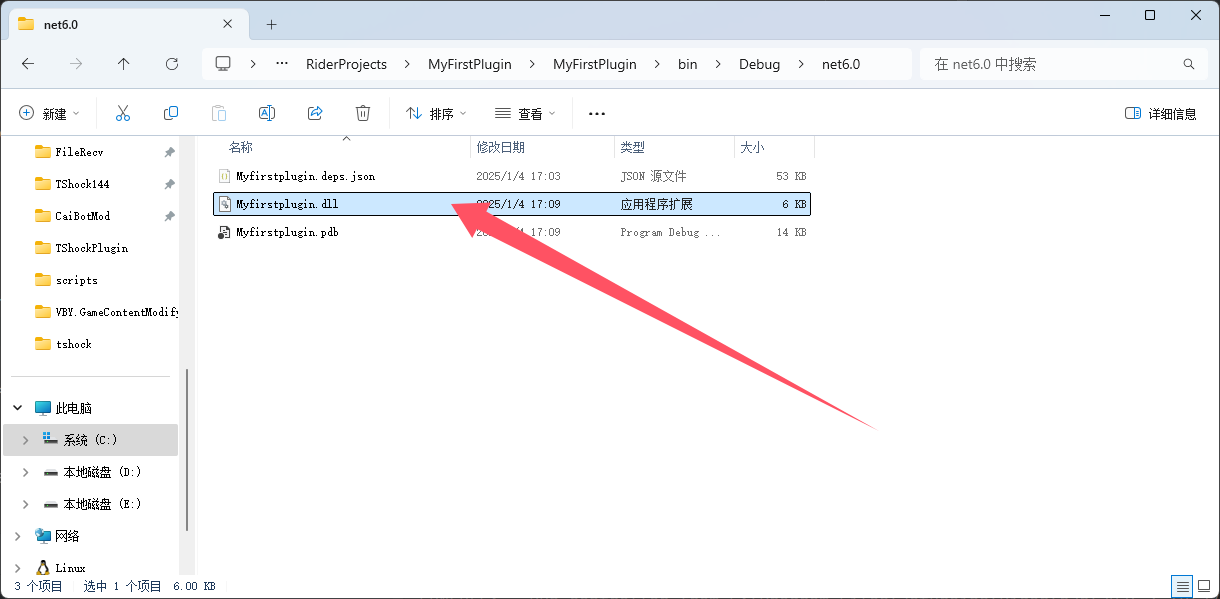 net6.0
RiderProjects MyFirstPlugin MyFirstPlugin bin Debug net6.0
在 net6.0 中搜索
新建 排序 查看 详细信息
名称 修改日期 类型 大小
Myfirstplugin.deps.json 2025/1/4 17:03 JSON 源文件 53 KB
Myfirstplugin.dll 2025/1/4 17:09 应用程序扩展 6 KB
Myfirstplugin.pdb 17:09 Program Debug ... 14 KB
FileRecv
TShock144
CaiBotMod
TShockPlugin
scripts
VBY.GameContentModify
tshock
此电脑
系统 (C:)
本地磁盘 (D:)
本地磁盘 (E:)
网络
Linux
3 个项目 选中 1 个项目 6.00 KB